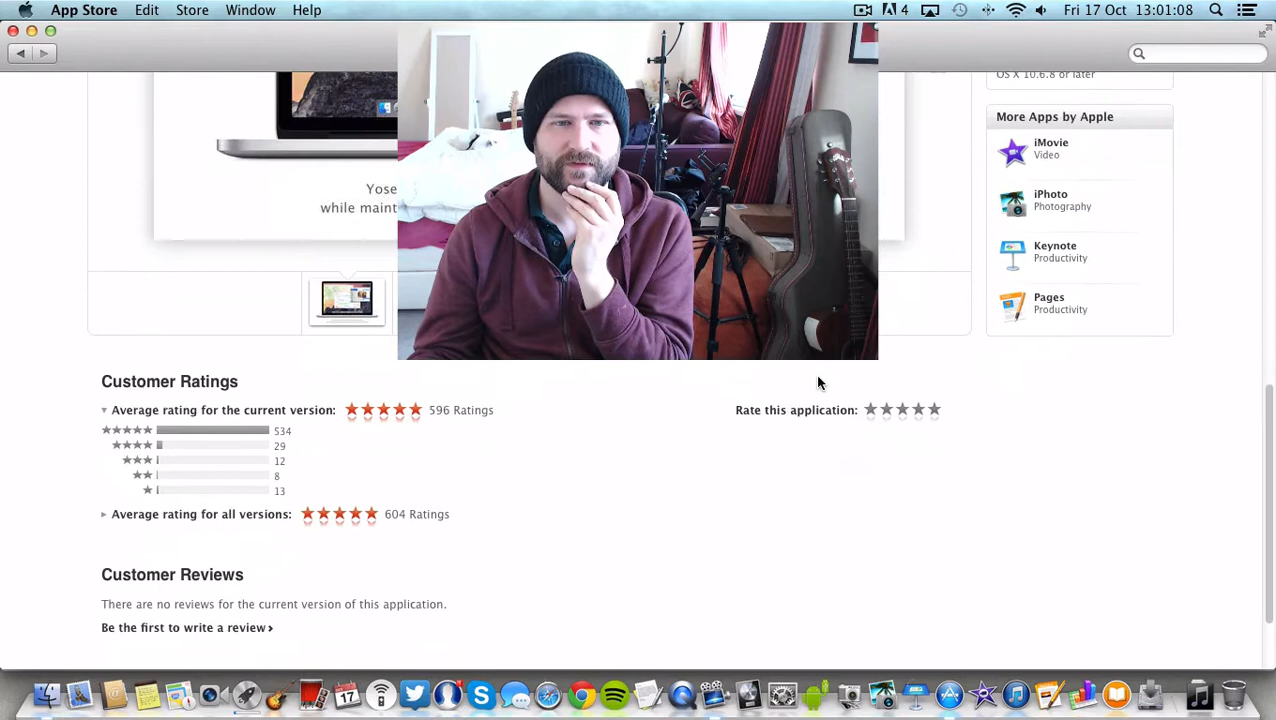 App Store Edit Store Window Help
4
Fri 17 Oct 13:01:08
OS X 10.6.8 or later
More Apps by Apple
iMovie
Video
iPhoto
Photography
Keynote
Productivity
Pages
Productivity
Yose
while maint
Customer Ratings
Average rating for the current version: 596 Ratings
534
29
12
8
13
Average rating for all versions: 604 Ratings
Rate this application:
Customer Reviews
There are no reviews for the current version of this application.
Be the first to write a review ›
17